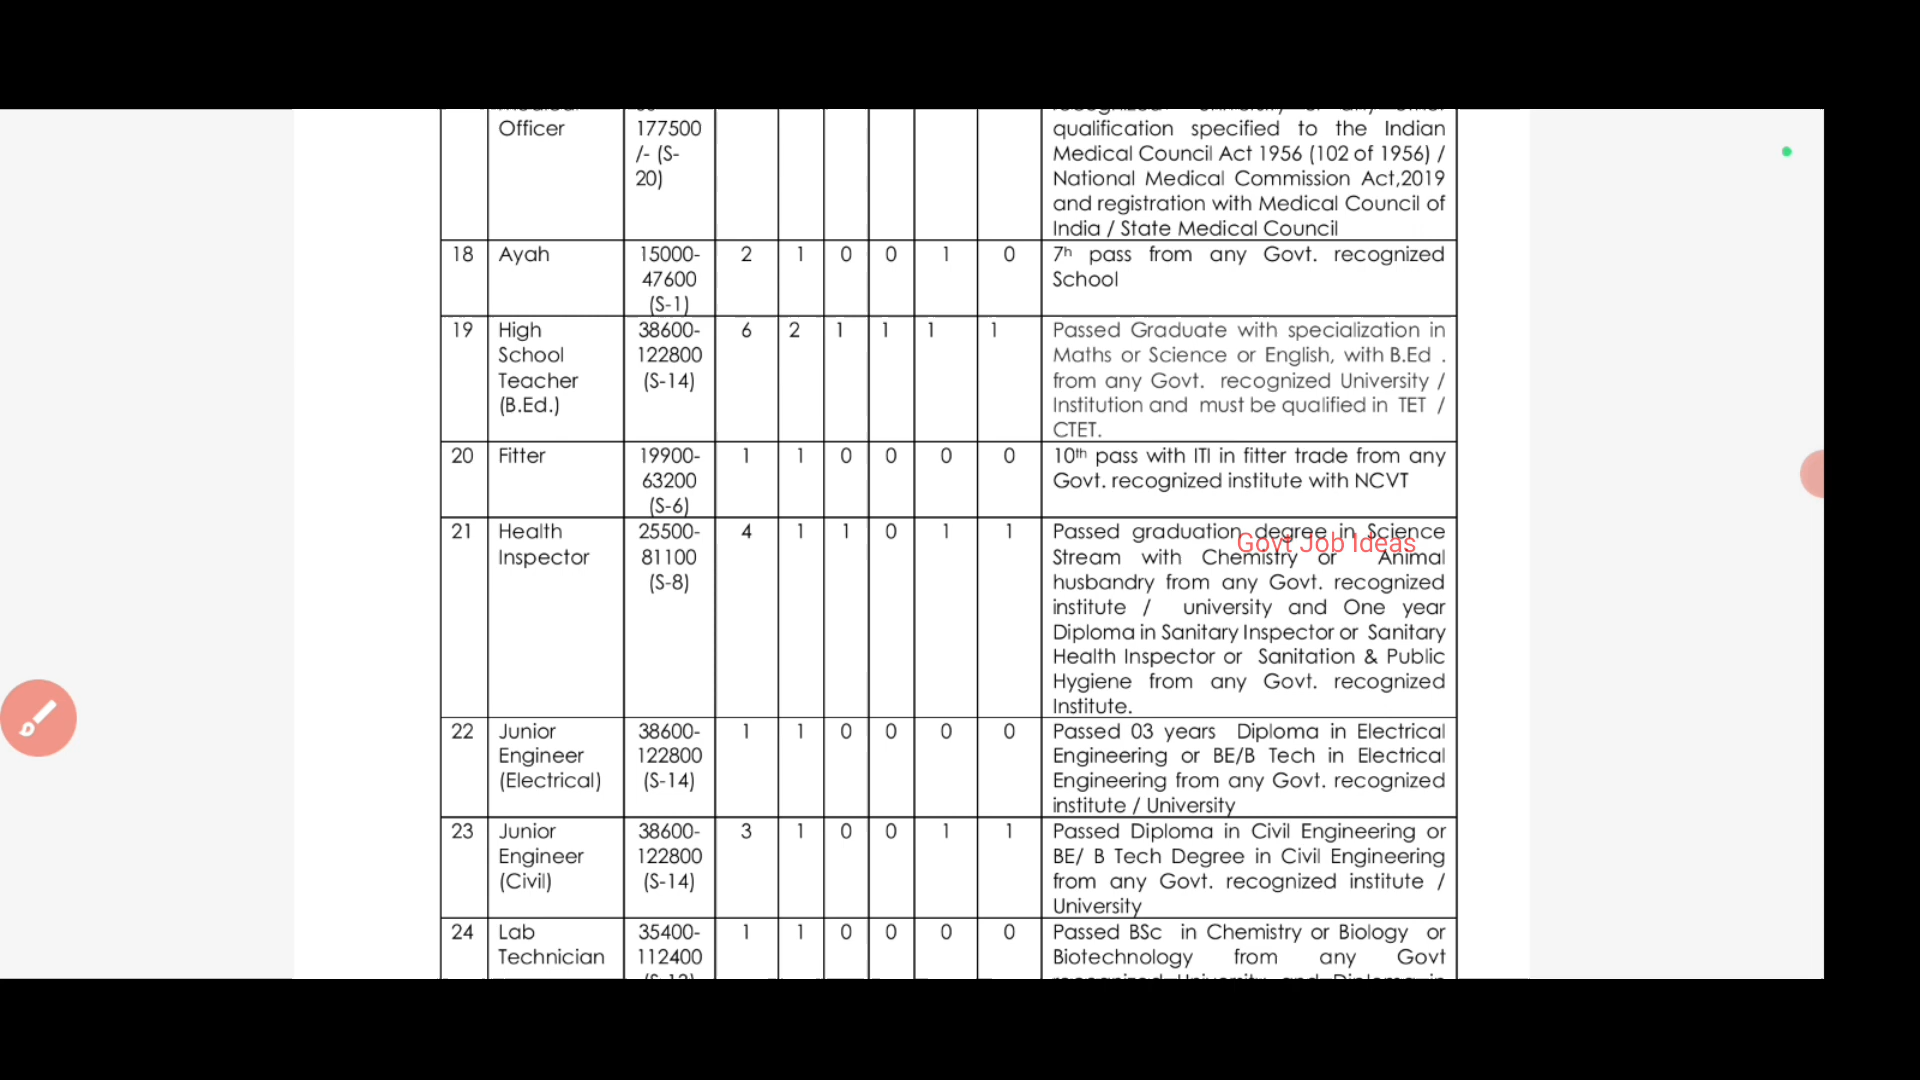 Officer 177500 qualification specified to the Indian
/- (S- Medical Council Act 1956 (102 of 1956) /
20) National Medical Commission Act,2019
and registration with Medical Council of
India / State Medical Council
18 Ayah 15000- 2 1 0 0 1 0 7h pass from any Govt. recognized
47600 School
(S-1)
19 High 38600- 6 2 1 1 1 1 Passed Graduate with specialization in
School 122800 Maths or Science or English, with B.Ed .
Teacher (S-14) from any Govt. recognized University /
(B.Ed.) Institution and must be qualified in TET /
CTET.
20 Fitter 19900- 1 1 0 0 0 0 10th pass with ITI in fitter trade from any
63200 Govt. recognized institute with NCVT
(S-6)
21 Health 25500- 4 1 1 0 1 1 Passed graduation degree in Science
Govt Job Ideas
Inspector 81100 Stream with Chemistry or Animal
(S-8) husbandry from any Govt. recognized
institute / university and One year
Diploma in Sanitary Inspector or Sanitary
Health Inspector or Sanitation & Public
Hygiene from any Govt. recognized
Institute.
22 Junior 38600- 1 1 0 0 0 0 Passed 03 years Diploma in Electrical
Engineer 122800 Engineering or BE/B Tech in Electrical
(Electrical) (S-14) Engineering from any Govt. recognized
institute / University
23 Junior 38600- 3 1 0 0 1 1 Passed Diploma in Civil Engineering or
Engineer 122800 BE/ B Tech Degree in Civil Engineering
(Civil) (S-14) from any Govt. recognized institute /
University
24 Lab 35400- 1 1 0 0 0 0 Passed BSc in Chemistry or Biology or
Technician 112400 Biotechnology from any Govt